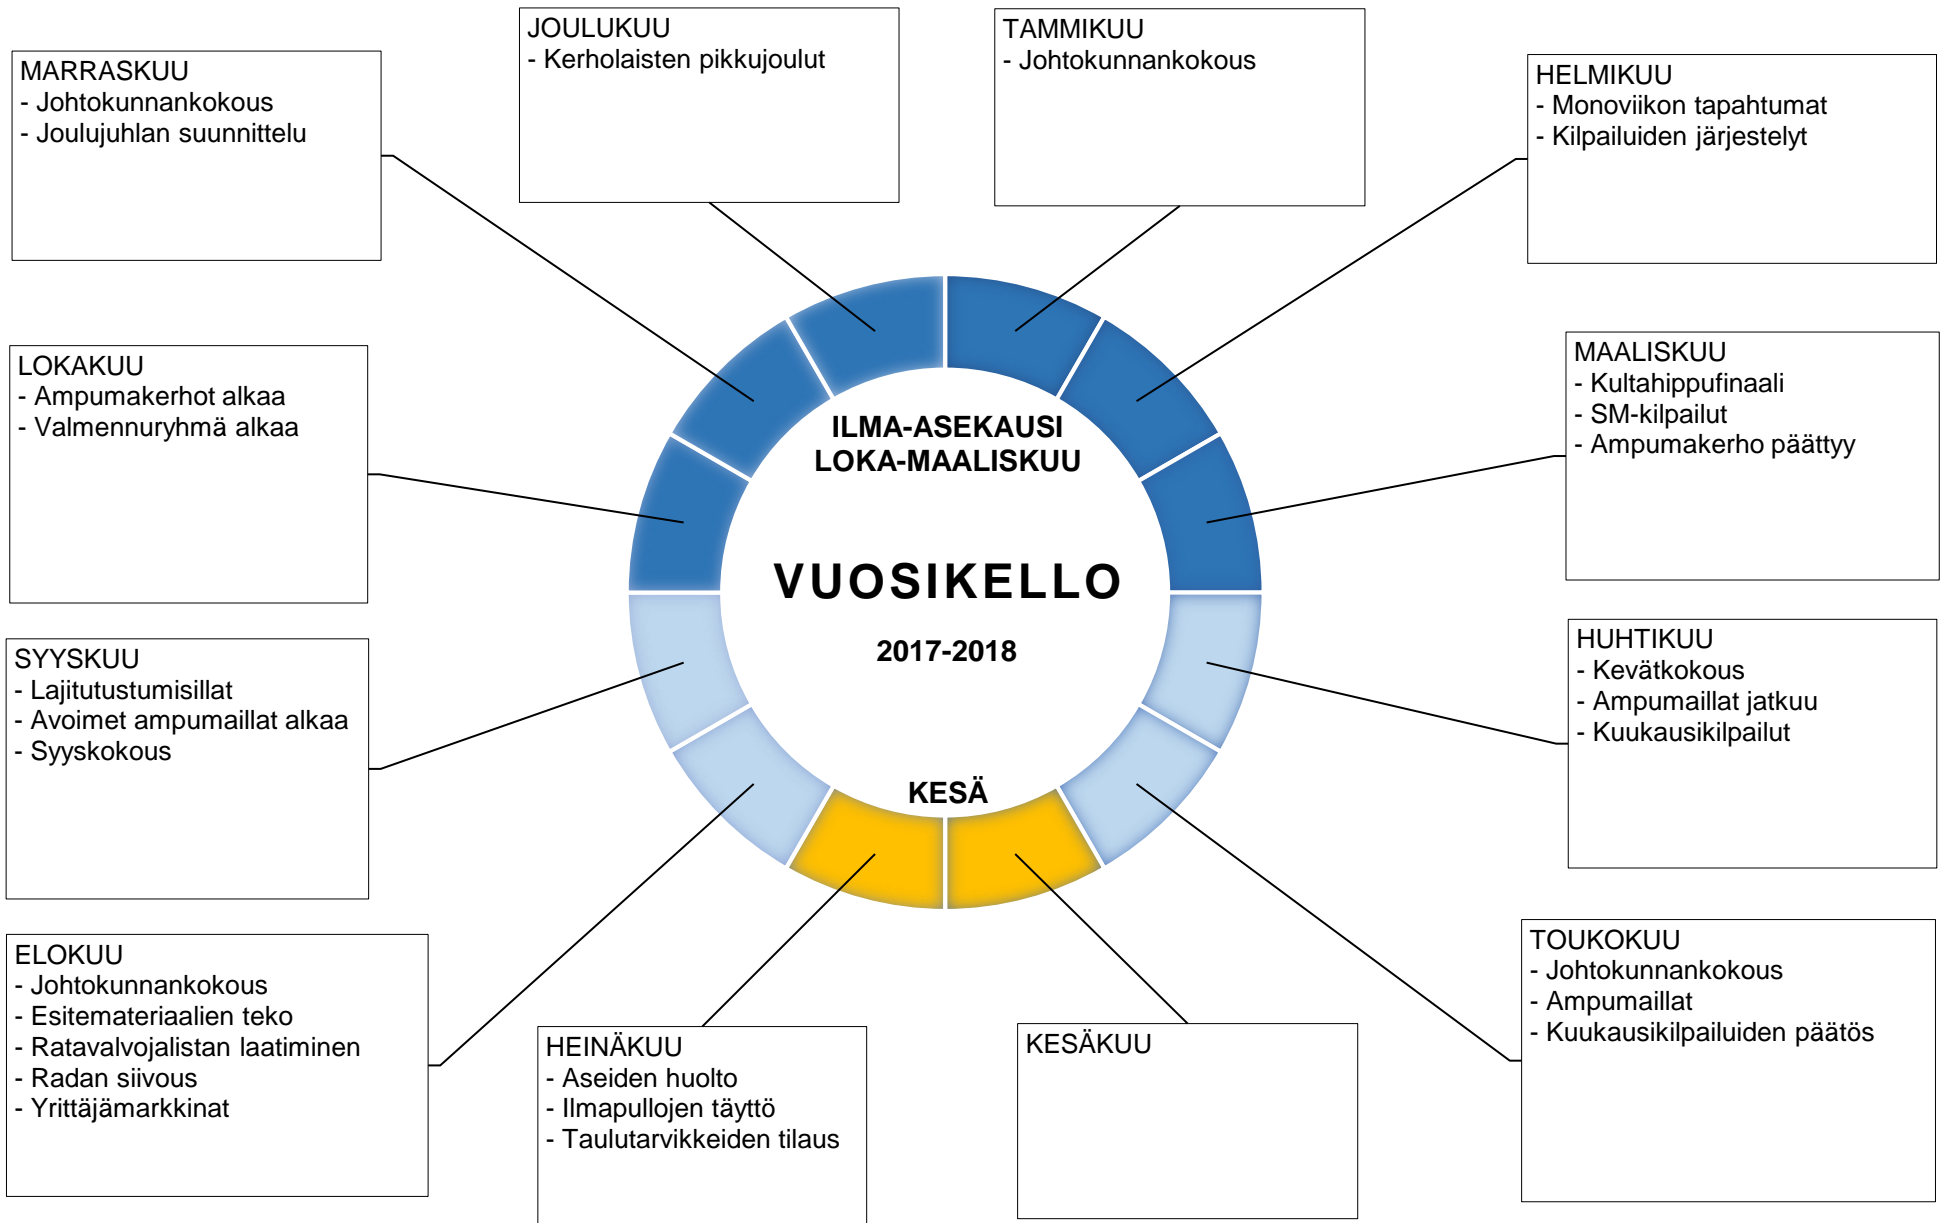 JOULUKUU
- Kerholaisten pikkujoulut
TAMMIKUU
- Johtokunnankokous
MARRASKUU
- Johtokunnankokous
- Joulujuhlan suunnittelu
HELMIKUU
- Monoviikon tapahtumat
- Kilpailuiden järjestelyt
LOKAKUU
- Ampumakerhot alkaa
- Valmennuryhmä alkaa
MAALISKUU
- Kultahippufinaali
- SM-kilpailut
- Ampumakerho päättyy
ILMA-ASEKAUSI
LOKA-MAALISKUU
VUOSIKELLO
2017-2018
KESÄ
SYYSKUU
- Lajitutustumisillat
- Avoimet ampumaillat alkaa
- Syyskokous
HUHTIKUU
- Kevätkokous
- Ampumaillat jatkuu
- Kuukausikilpailut
ELOKUU
- Johtokunnankokous
- Esitemateriaalien teko
- Ratavalvojalistan laatiminen
- Radan siivous
- Yrittäjämarkkinat
HEINÄKUU
- Aseiden huolto
- Ilmapullojen täyttö
- Taulutarvikkeiden tilaus
KESÄKUU
TOUKOKUU
- Johtokunnankokous
- Ampumaillat
- Kuukausikilpailuiden päätös